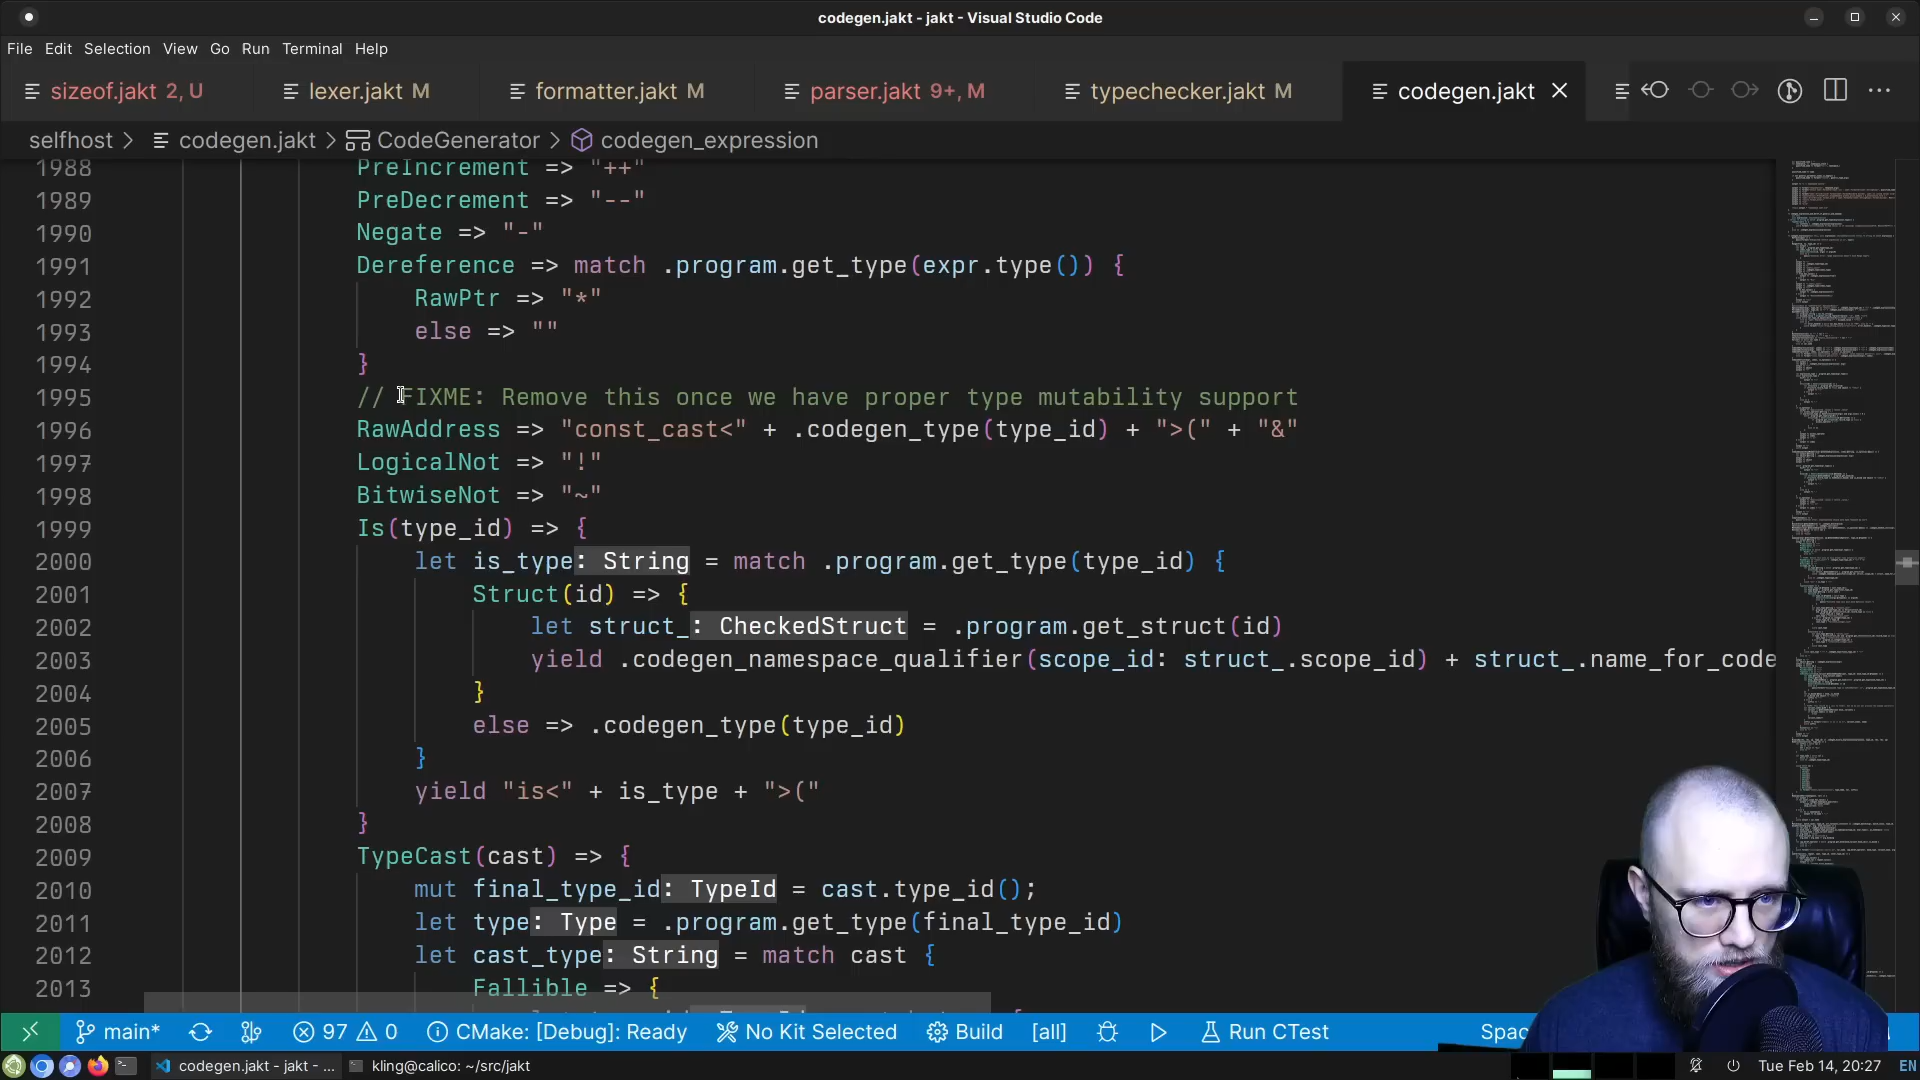 codegen.jakt - jakt - Visual Studio Code
File Edit Selection View Go Run Terminal Help
sizeof.jakt 2, U lexer.jakt M formatter.jakt M parser.jakt 9+, M typechecker.jakt M codegen.jakt
selfhost > codegen.jakt > CodeGenerator > codegen_expression
1988 PreIncrement => "++"
1989 PreDecrement => "--"
1990 Negate => "-"
1991 Dereference => match .program.get_type(expr.type()) {
1992 RawPtr => "*"
1993 else => ""
1994 }
1995 // FIXME: Remove this once we have proper type mutability support
1996 RawAddress => "const_cast<" + .codegen_type(type_id) + ">(" + "&"
1997 LogicalNot => "!"
1998 BitwiseNot => "~"
1999 Is(type_id) => {
2000 let is_type: String = match .program.get_type(type_id) {
2001 Struct(id) => {
2002 let struct_: CheckedStruct = .program.get_struct(id)
2003 yield .codegen_namespace_qualifier(scope_id: struct_.scope_id) + struct_.name_for_code
2004 }
2005 else => .codegen_type(type_id)
2006 }
2007 yield "is<" + is_type + ">("
2008 }
2009 TypeCast(cast) => {
2010 mut final_type_id: TypeId = cast.type_id();
2011 let type: Type = .program.get_type(final_type_id)
2012 let cast_type: String = match cast {
2013 Fallible => {
main* 97 0 CMake: [Debug]: Ready No Kit Selected Build [all] Run CTest Spac
codegen.jakt - jakt - ... kling@calico: ~/src/jakt Tue Feb 14, 20:27 EN